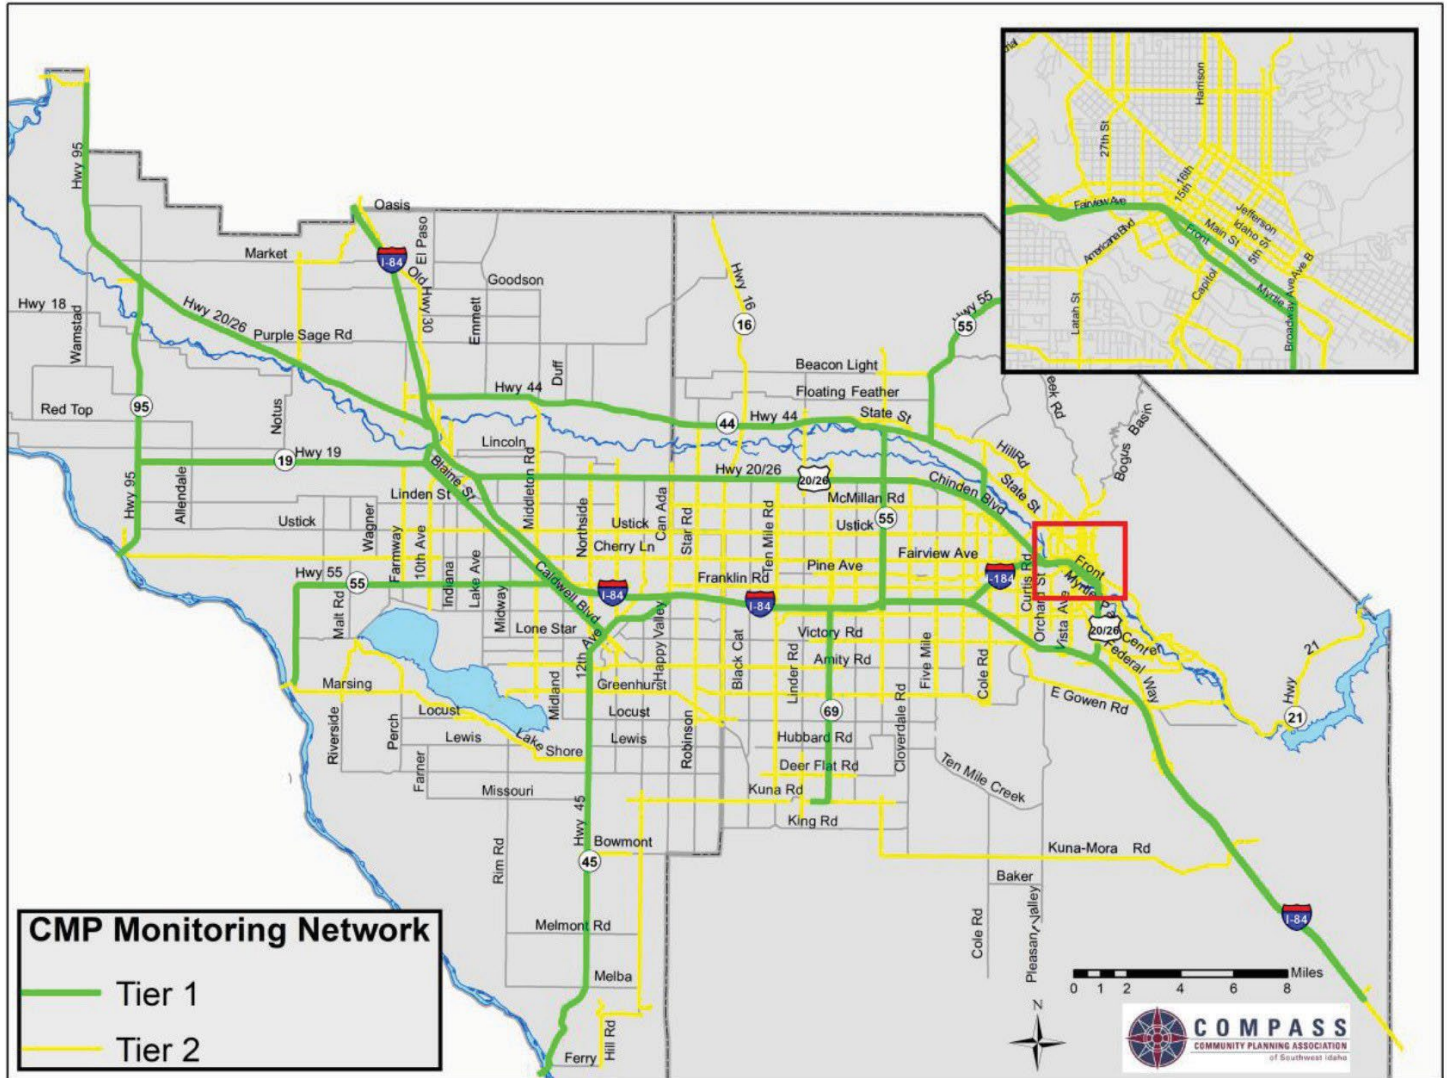 Harrison
27th St
16th
15th
Fairview Ave
Jefferson
Idaho S
Main St
5th
Front
Americana Blvd
Capitol
Myrtle
Broadway Ave
Ave B
Latah St
Hwy 95
Oasis
El Paso
Market
I-84
Old Hwy 30
Goodson
Hwy 16
16
Hwy 55
55
Hwy 18
Hwy 20/26
Wamstad
Purple Sage Rd
Emmett
Duff
Beacon Light
Floating Feather
Hwy 44
Hwy 44
State St
44
95
Red Top
Notus
Lincoln
Hwy 19
19
Blaine St
Middleton Rd
Hwy 20/26
20/26
Hill Rd
State St
Bogus Basin
eek Rd
Chinden Blvd
McMillan Rd
Hwy 95
Allendale
Linden St
Ustick
Wagner
Farmway
10th Ave
Northside
Ustick
Can Ada
Star Rd
Ten Mile Rd
Ustick
55
Cherry Ln
Fairview Ave
Pine Ave
Franklin Rd
Hwy 55
55
Indiana
Lake Ave
Midway
Caldwell Blvd
I-84
I-84
I-184
Curtis Rd
Orchard St
Vista Ave
Front
Myrtle
Center
20/26
Federal Way
Malt Rd
Lone Star
12th Ave
Happy Valley
Victory Rd
Amity Rd
Black Cat
Linder Rd
Five Mile
Cole Rd
E Gowen Rd
Hwy 21
21
Marsing
Greenhurst
Midland
Locust
Locust
Riverside
Perch
Lewis
Lake Shore
Lewis
Robinson
69
Hubbard Rd
Cloverdale Rd
Deer Flat Rd
Ten Mile Creek
Farner
Missouri
Kuna Rd
King Rd
Hwy 45
Bowmont
45
Rim Rd
Kuna-Mora Rd
Baker
Pleasant Valley
Cole Rd
I-84
Melmont Rd
Melba
Hill Rd
Ferry
CMP Monitoring Network
Tier 1
Tier 2
Miles
0 1 2 4 6 8
N
COMPASS
COMMUNITY PLANNING ASSOCIATION
of Southwest Idaho